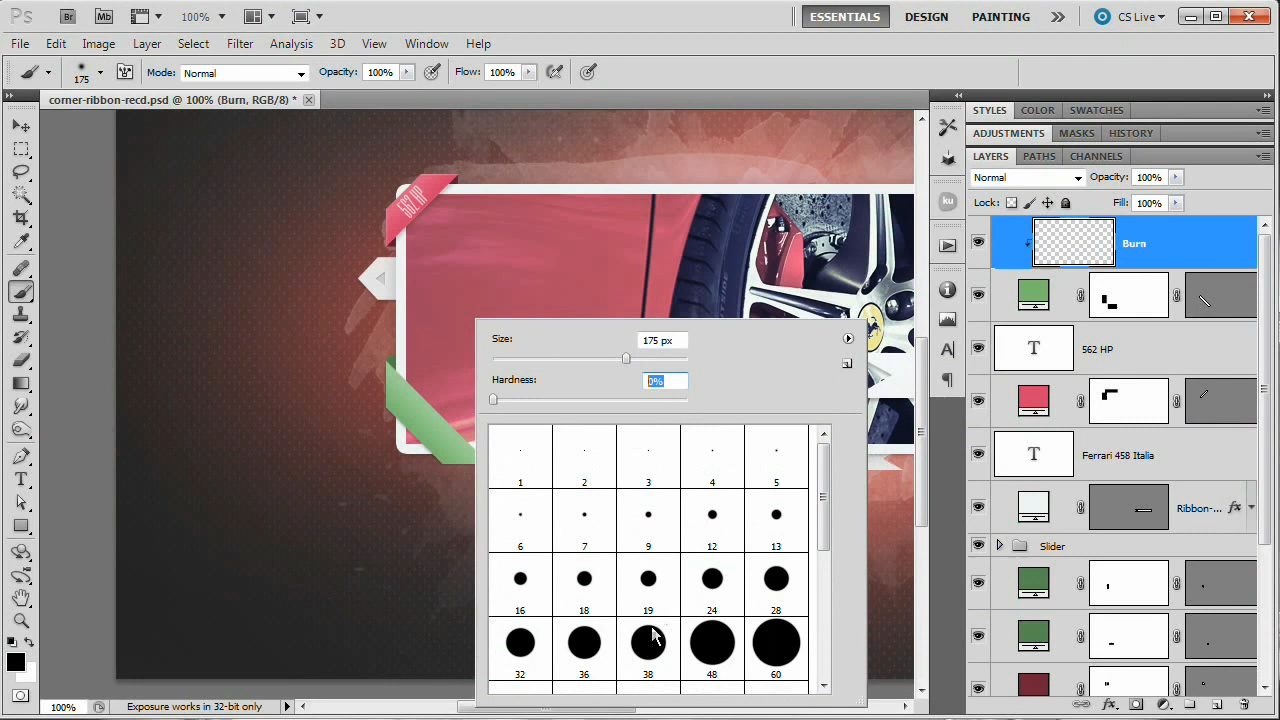 Ps Br Mb 100% ESSENTIALS DESIGN PAINTING CS Live
File Edit Image Layer Select Filter Analysis 3D View Window Help
175 Mode: Normal Opacity: 100% Flow: 100%
corner-ribbon-recd.psd @ 100% (Burn, RGB/8) *
STYLES COLOR SWATCHES
ADJUSTMENTS MASKS HISTORY
LAYERS PATHS CHANNELS
Normal Opacity: 100%
Lock: Fill: 100%
562 HP
ku
Burn
Size: 175 px
Hardness: 0%
T 562 HP
T Ferrari 458 Italia
Ribbon-... fx
Slider
1 2 3 4 5
6 7 9 12 13
16 18 19 24 28
32 36 38 48 60
100% Exposure works in 32-bit only
fx